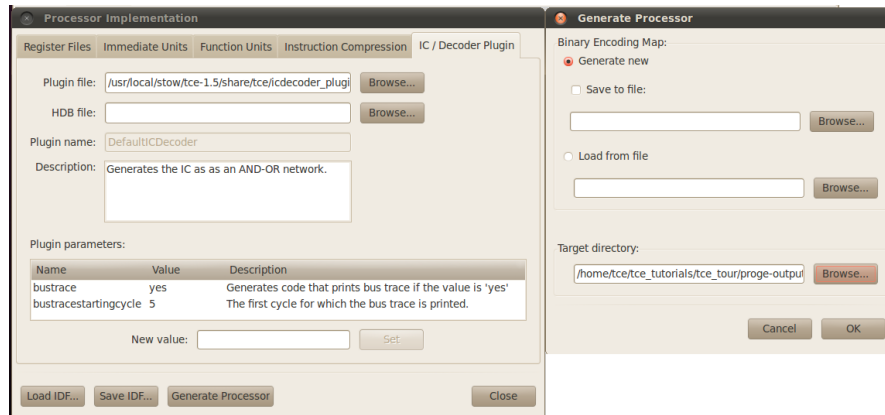 Processor Implementation
Register Files
Immediate Units
Function Units
Instruction Compression
IC / Decoder Plugin
Plugin file:
/usr/local/stow/tce-1.5/share/tce/icdecoder_plugi
Browse...
HDB file:
Browse...
Plugin name:
DefaultICDecoder
Description:
Generates the IC as as an AND-OR network.
Plugin parameters:
Name Value Description
bustrace yes Generates code that prints bus trace if the value is 'yes'
bustracestartingcycle 5 The first cycle for which the bus trace is printed.
New value:
Set
Load IDF...
Save IDF...
Generate Processor
Close
Generate Processor
Binary Encoding Map:
Generate new
Save to file:
Browse...
Load from file
Browse...
Target directory:
/home/tce/tce_tutorials/tce_tour/proge-output
Browse...
Cancel
OK